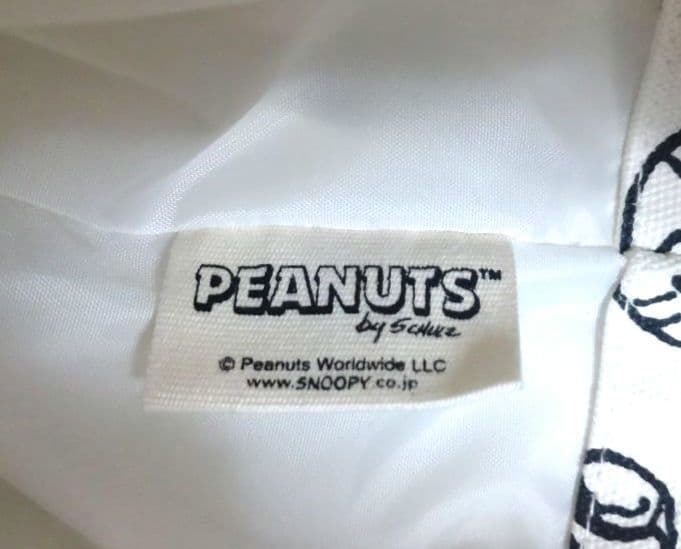 PEANUTS™
by SCHULZ
© Peanuts Worldwide LLC
www.SNOOPY.co.jp